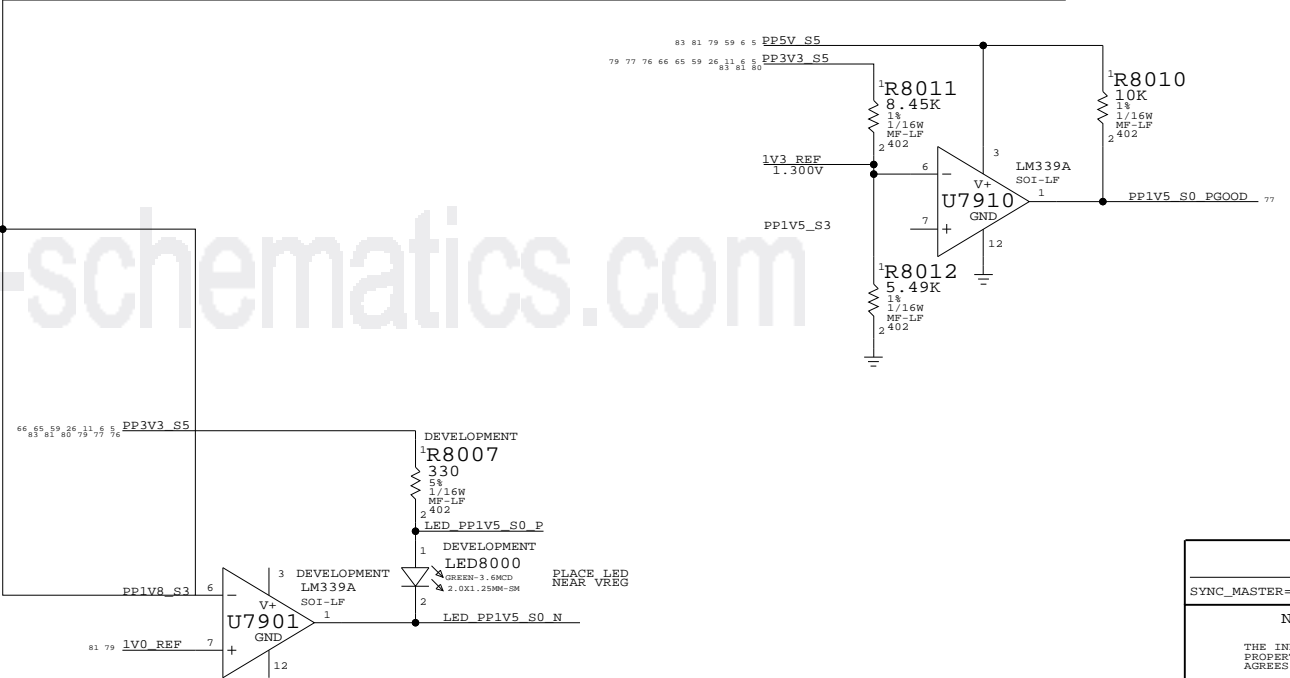 83 81 79 59 6 5 PP5V_S5
79 77 76 66 65 59 26 11 6 5 PP3V3_S5
83 81 80
1
R8011
8.45K
1%
1/16W
MF-LF
402
2
1
R8010
10K
1%
1/16W
MF-LF
402
2
1V3_REF
1.300V
6
3
LM339A
SOI-LF
V+
U7910
GND
1
PP1V5_S0_PGOOD 77
PP1V5_S3
7
12
-schematics.com
1
R8012
5.49K
1%
1/16W
MF-LF
402
2
66 65 59 26 11 6 5 PP3V3_S5
83 81 80 79 77 76
DEVELOPMENT
1
R8007
330
5%
1/16W
MF-LF
402
2
LED_PP1V5_S0_P
1
DEVELOPMENT
LED8000
GREEN-3.6MCD
2.0X1.25MM-SM
2
PLACE LED
NEAR VREG
PP1V8_S3 6
3 DEVELOPMENT
LM339A
SOI-LF
V+
U7901
GND
1
LED_PP1V5_S0_N
81 79 1V0_REF 7
12
SYNC_MASTER=
N
THE IN
PROPERT
AGREES